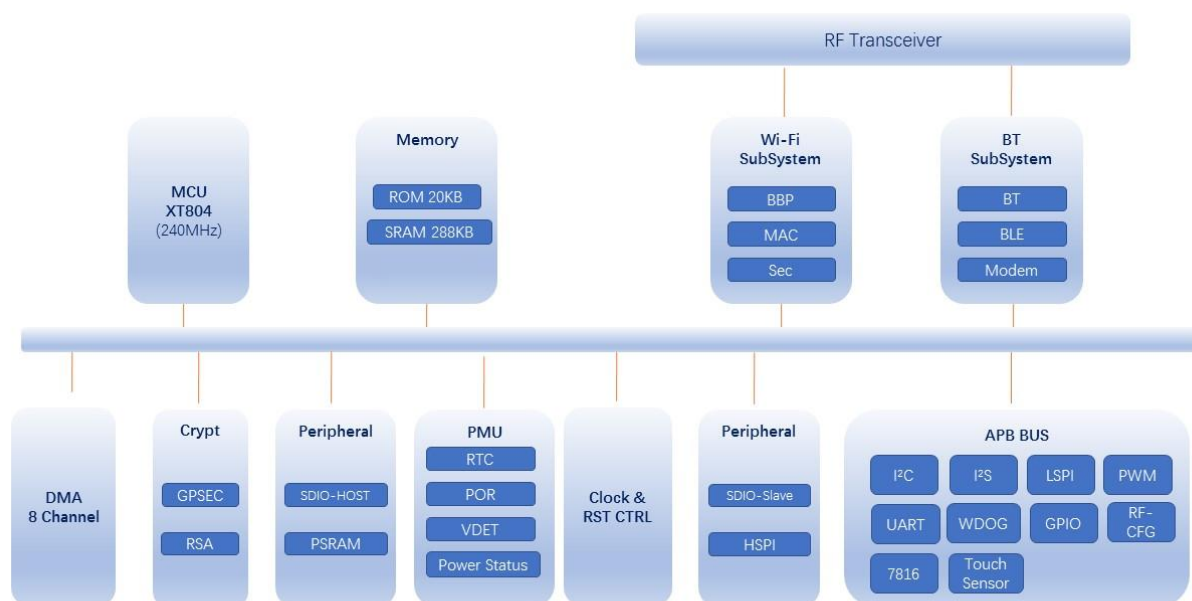 RF Transceiver
MCU
XT804
(240MHz)
Memory
ROM 20KB
SRAM 288KB
Wi-Fi
SubSystem
BBP
MAC
Sec
BT
SubSystem
BT
BLE
Modem
DMA
8 Channel
Crypt
GPSEC
RSA
Peripheral
SDIO-HOST
PSRAM
PMU
RTC
POR
VDET
Power Status
Clock &
RST CTRL
Peripheral
SDIO-Slave
HSPI
APB BUS
I²C
I²S
LSPI
PWM
UART
WDOG
GPIO
RF-
CFG
7816
Touch
Sensor